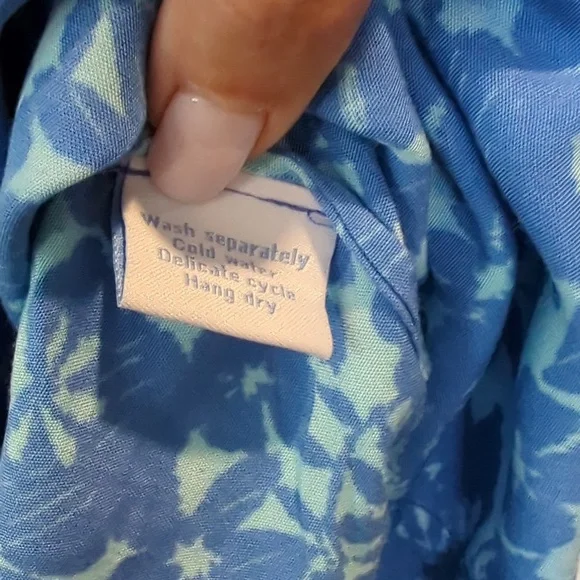 Wash separately
Cold water
Delicate cycle
Hang dry